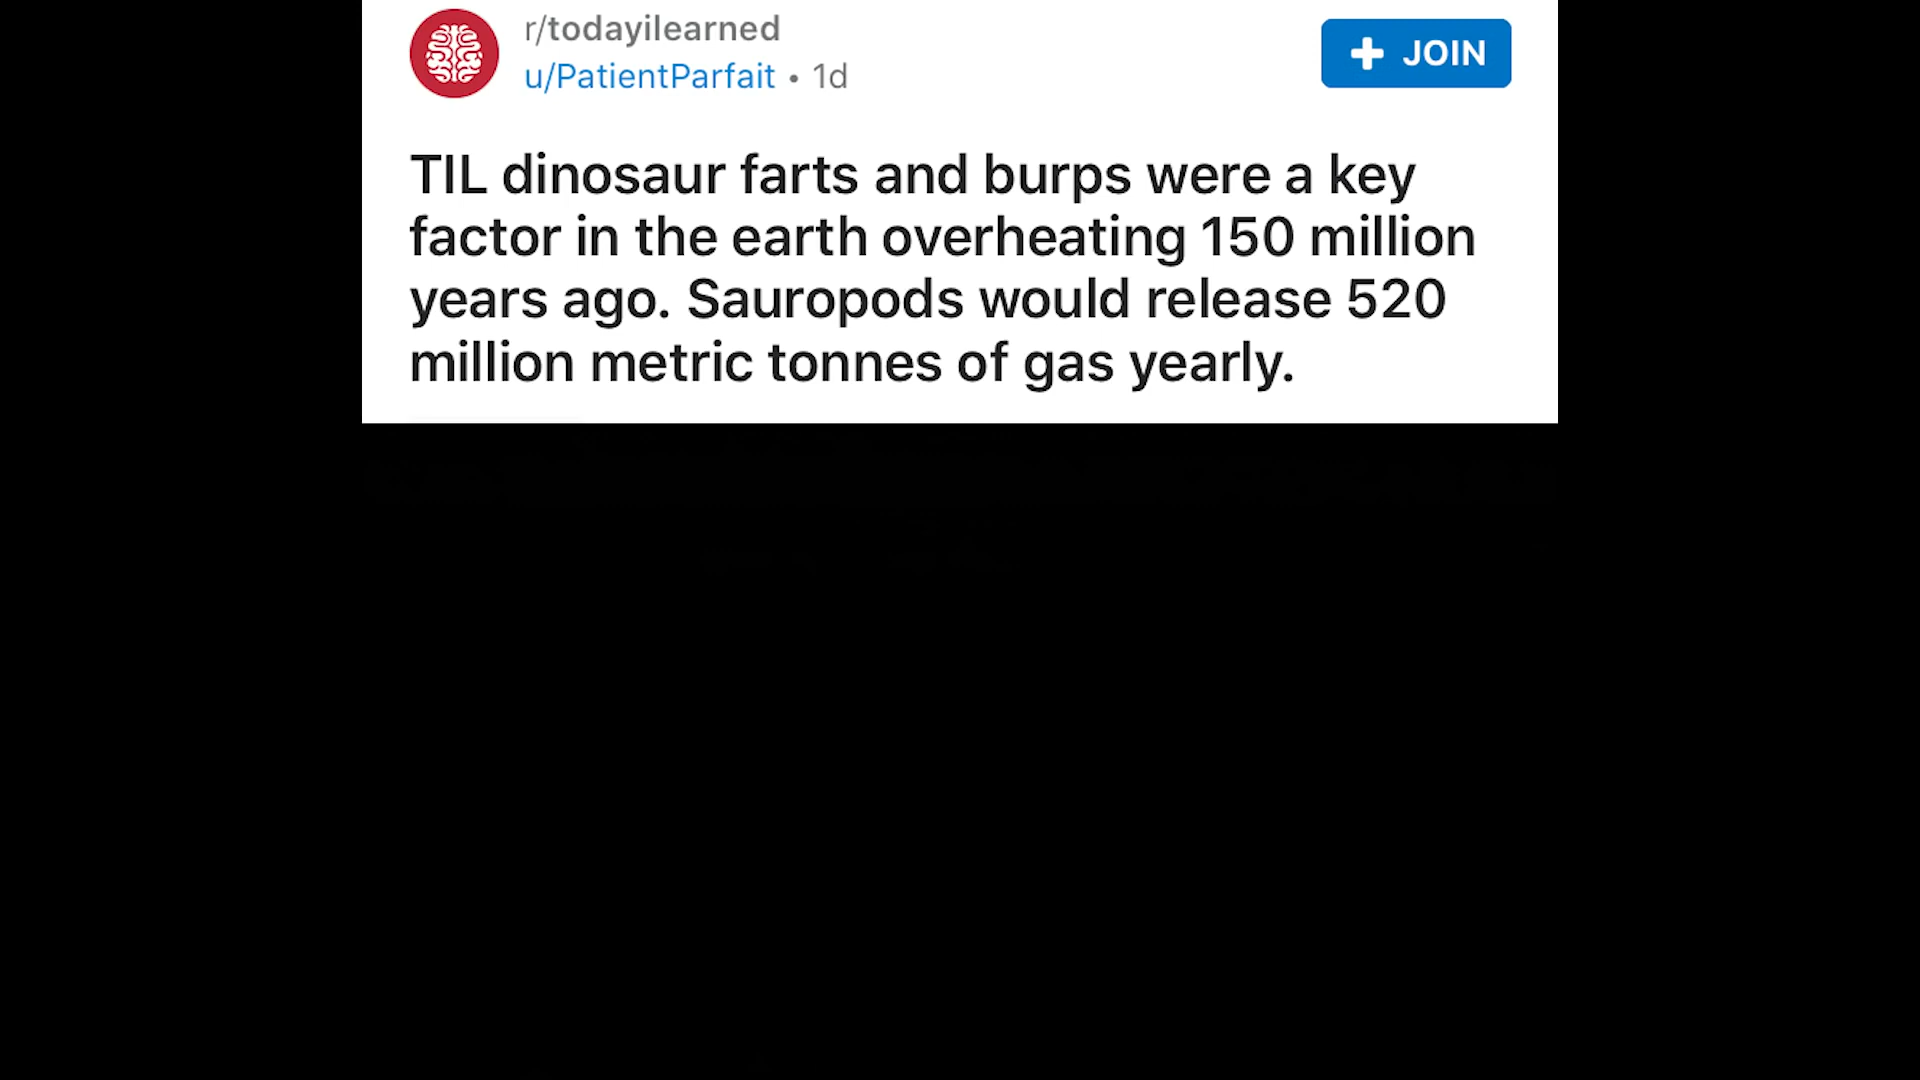 r/todayilearned
u/PatientParfait • 1d
JOIN
TIL dinosaur farts and burps were a key
factor in the earth overheating 150 million
years ago. Sauropods would release 520
million metric tonnes of gas yearly.